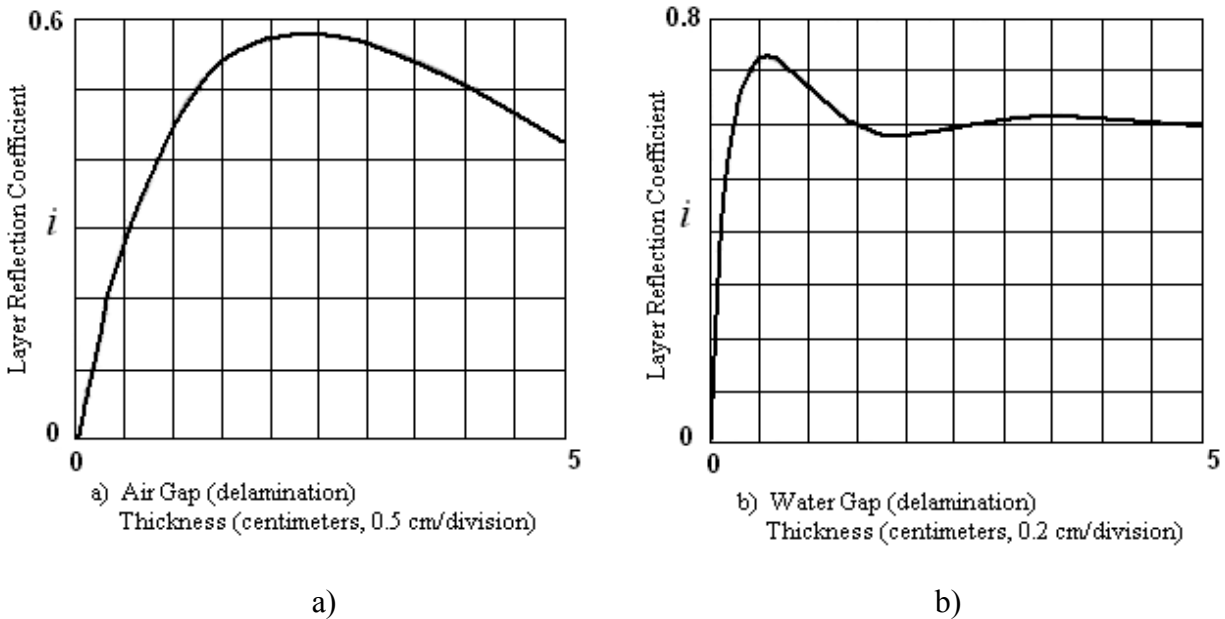 0.6
Layer Reflection Coefficient
i
0
0
5
a) Air Gap (delamination)
Thickness (centimeters, 0.5 cm/division)
0.8
Layer Reflection Coefficient
i
0
0
5
b) Water Gap (delamination)
Thickness (centimeters, 0.2 cm/division)
a)
b)